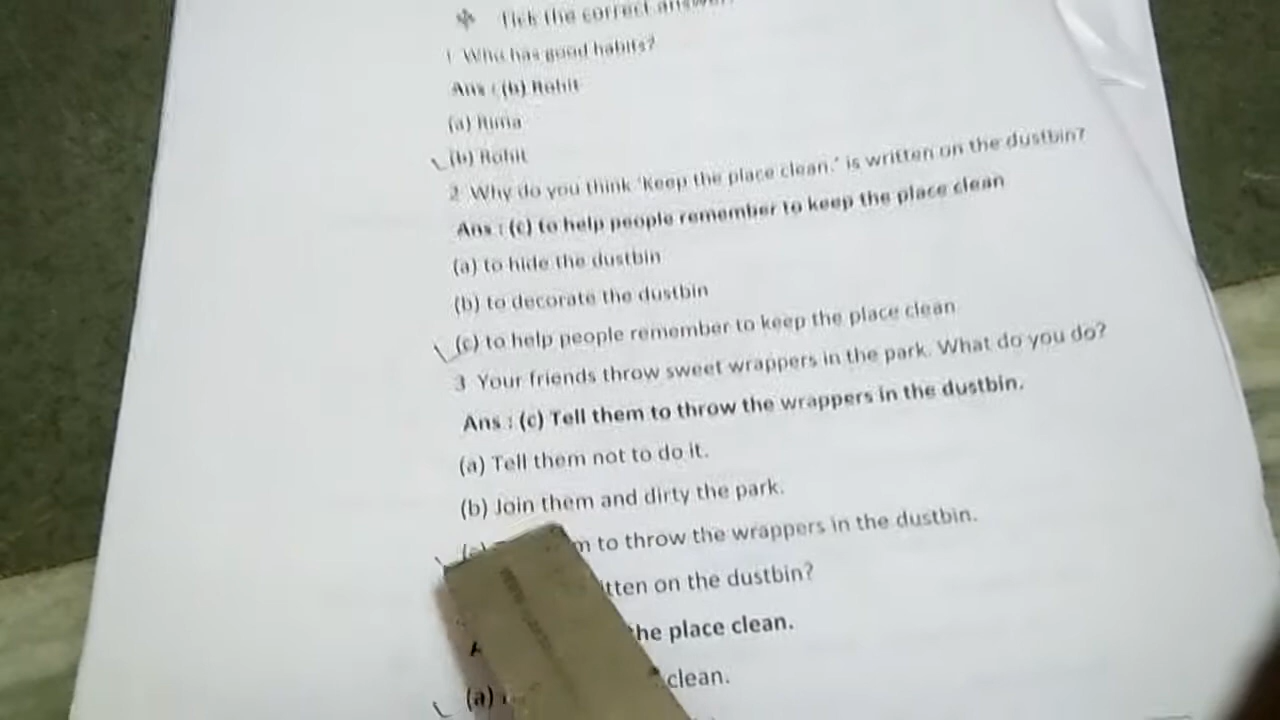 Tick the correct answer.
1 Who has good habits?
Ans : (b) Rohit
(a) Rima
(b) Rohit
2 Why do you think 'Keep the place clean.' is written on the dustbin?
Ans : (c) to help people remember to keep the place clean
(a) to hide the dustbin
(b) to decorate the dustbin
(c) to help people remember to keep the place clean
3 Your friends throw sweet wrappers in the park. What do you do?
Ans : (c) Tell them to throw the wrappers in the dustbin.
(a) Tell them not to do it.
(b) Join them and dirty the park.
to throw the wrappers in the dustbin.
on the dustbin?
place clean.
(a) clean.